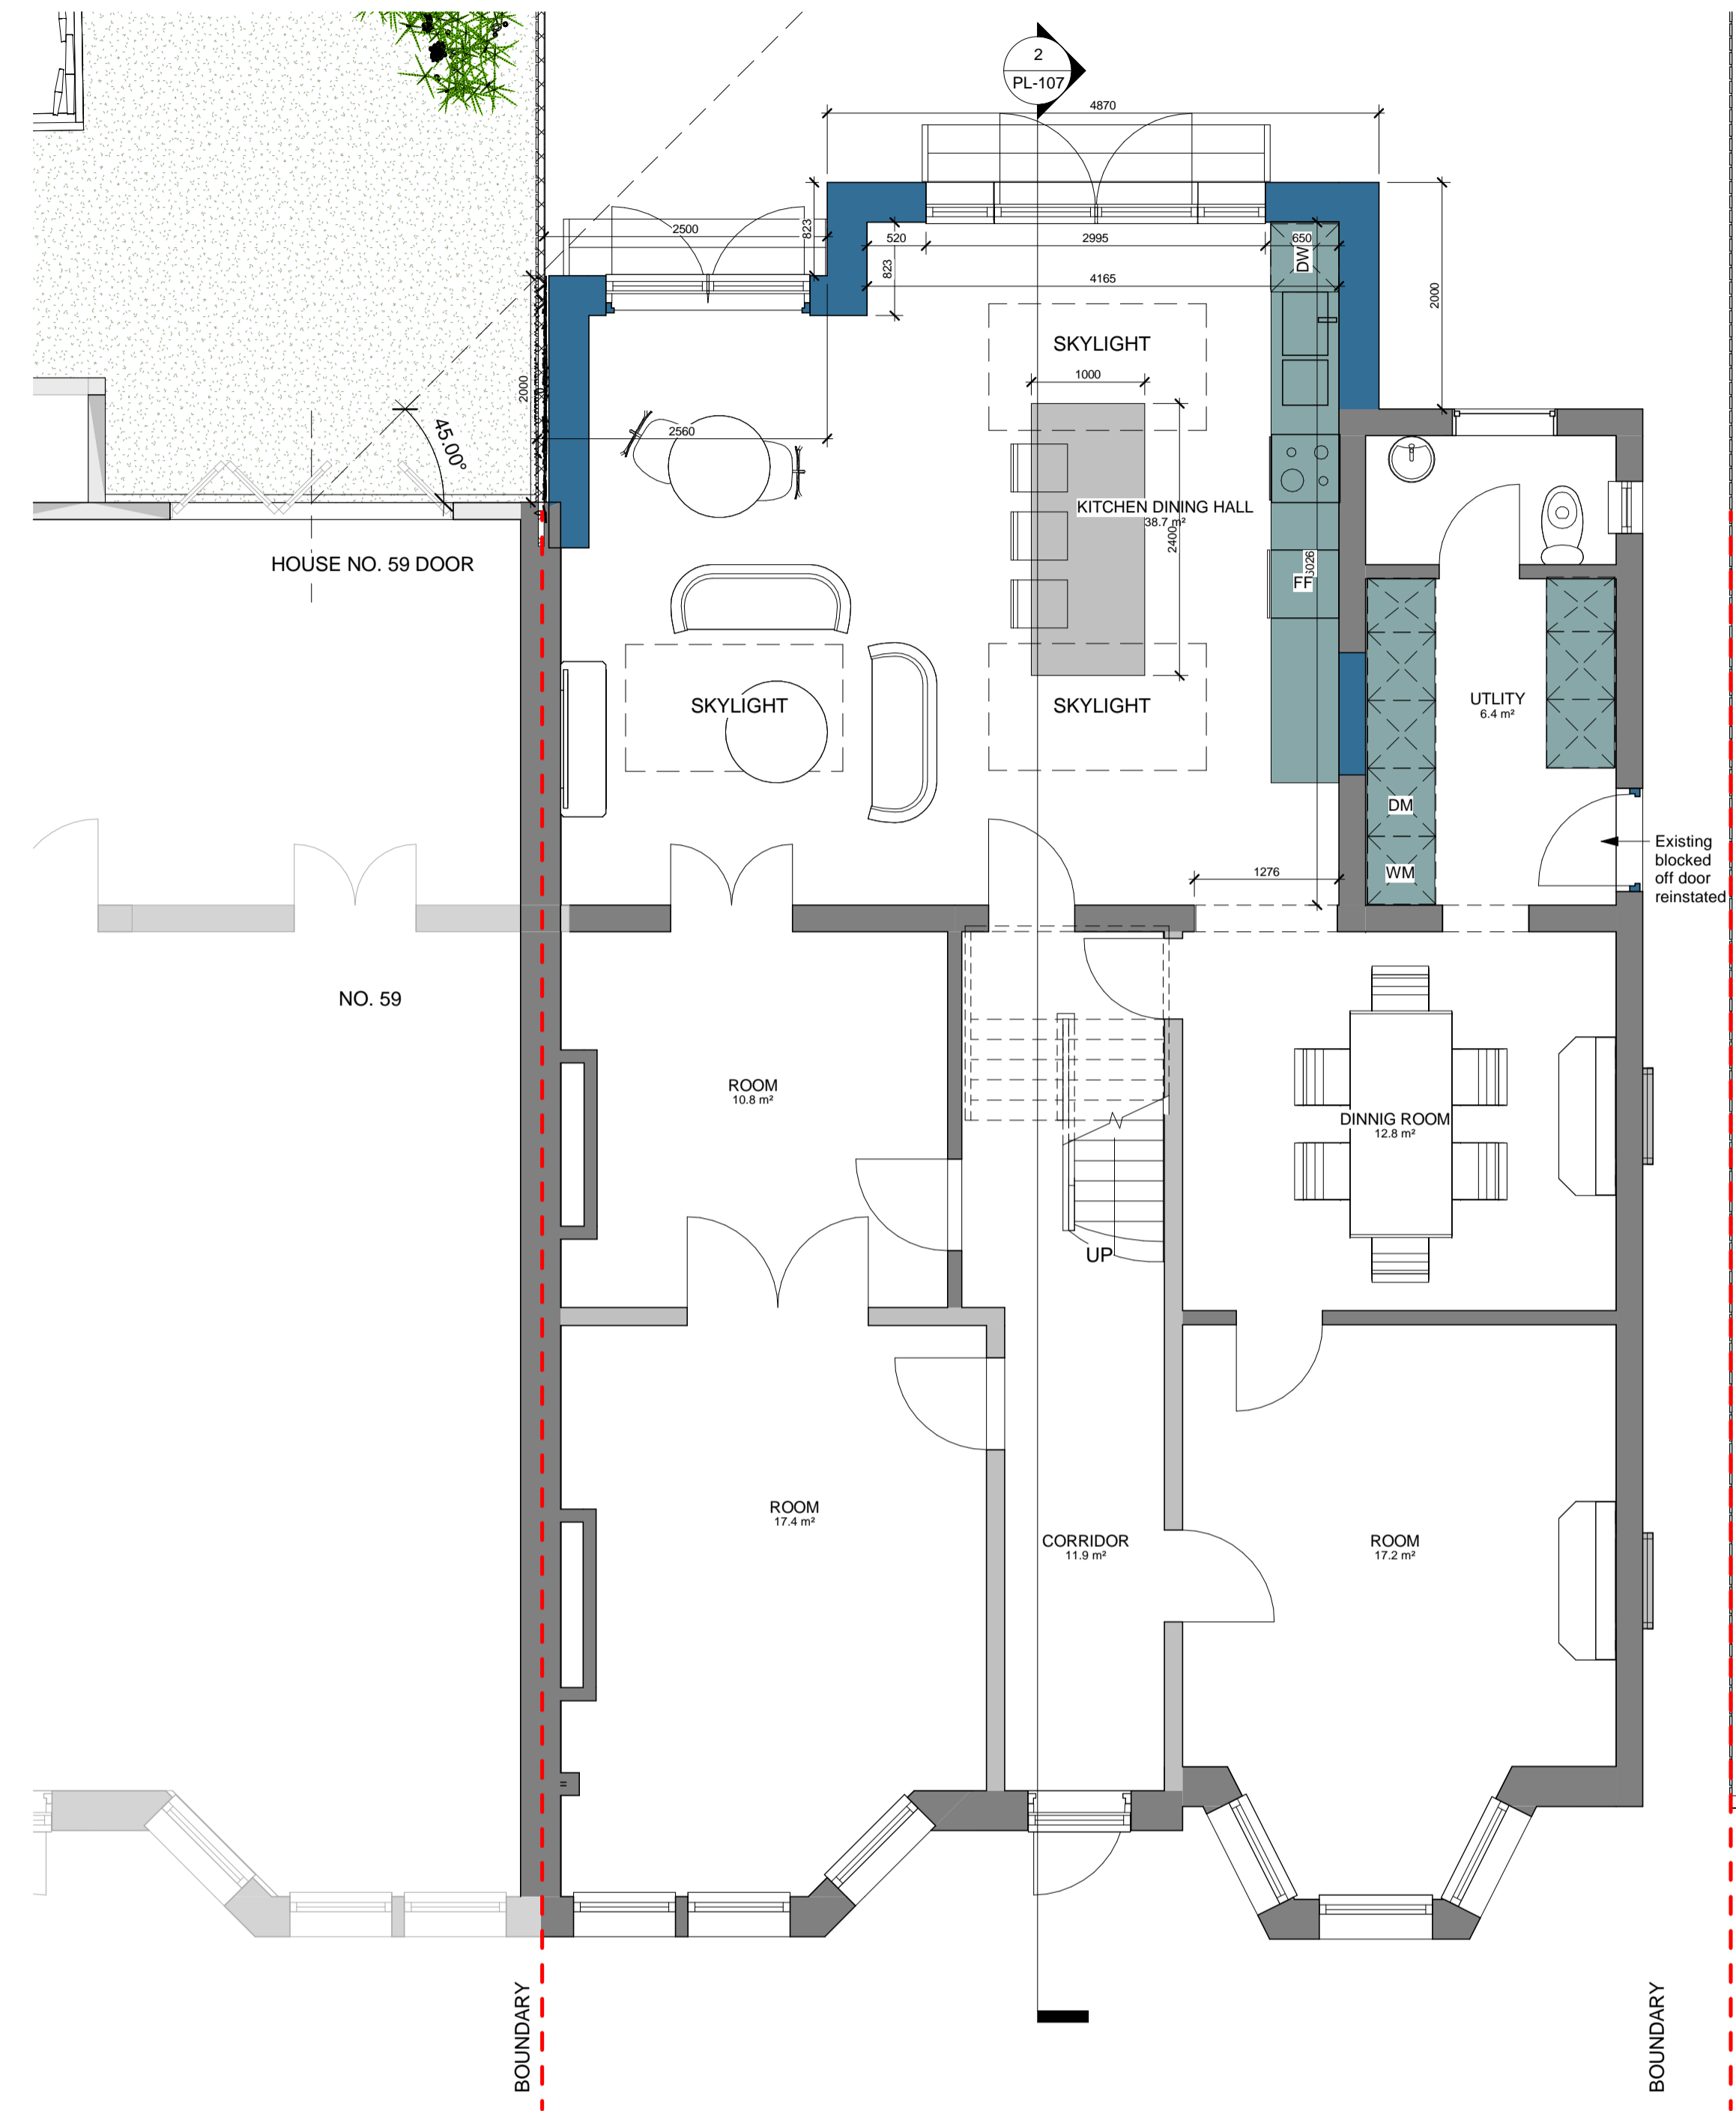 2
PL-107
4870
2500
823
520
2995
650
DW
823
4165
2000
SKYLIGHT
1000
2000
45.00°
2560
KITCHEN DINING HALL
38.7 m²
2400
HOUSE NO. 59 DOOR
FF
SKYLIGHT
SKYLIGHT
UTLITY
6.4 m²
DM
Existing
blocked
off door
reinstated
WM
1276
NO. 59
ROOM
10.8 m²
DINNIG ROOM
12.8 m²
UP
ROOM
17.4 m²
CORRIDOR
11.9 m²
ROOM
17.2 m²
BOUNDARY
BOUNDARY